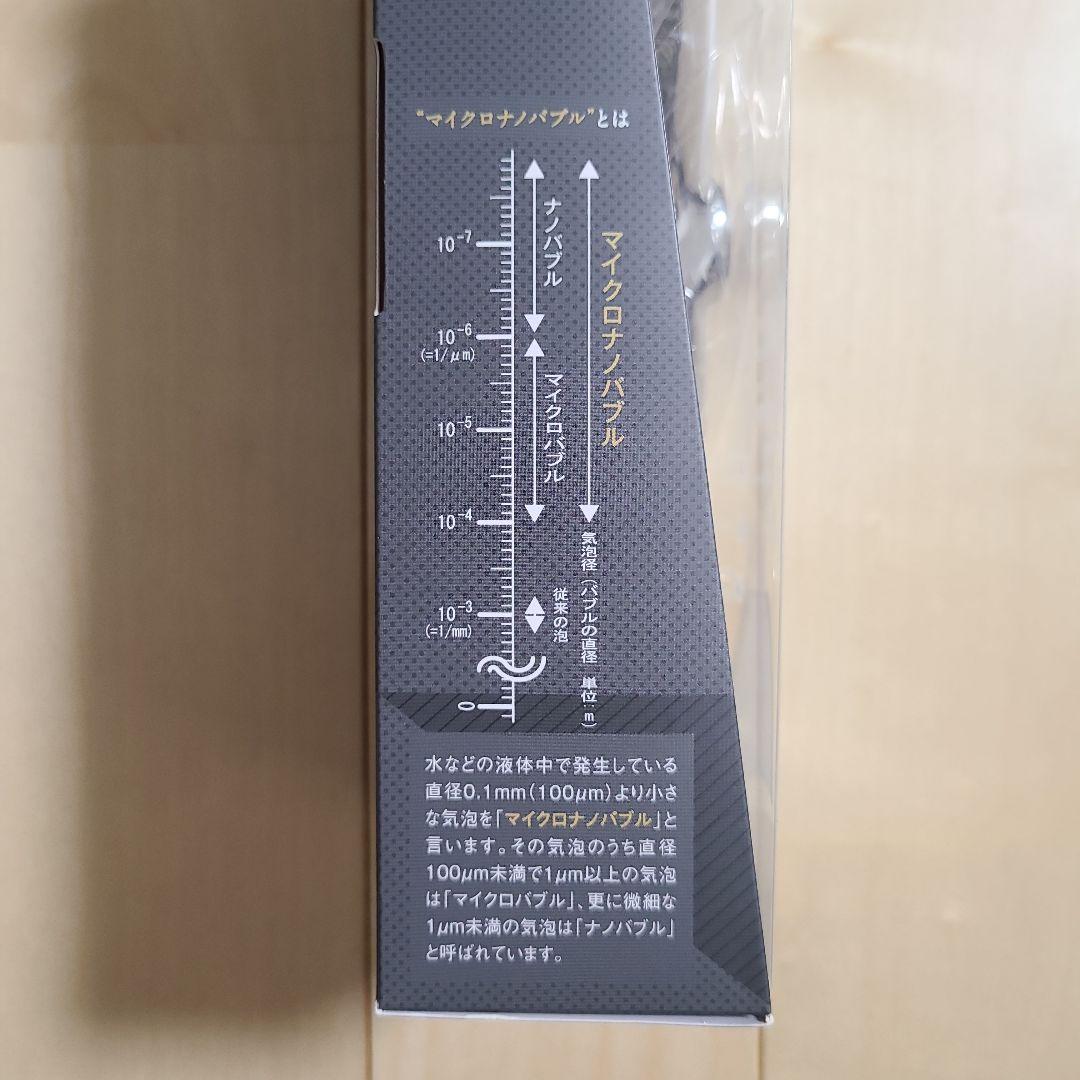 “マイクロナノバブル”とは
マイクロナノバブル
ナノバブル
マイクロバブル
従来の泡
気泡径（バブルの直径 単位：m）
10⁻⁷
10⁻⁶
(=1/μm)
10⁻⁵
10⁻⁴
10⁻³
(=1/mm)
0
水などの液体中で発生している
直径0.1mm(100μm)より小さ
な気泡を「マイクロナノバブル」と
言います。その気泡のうち直径
100μm未満で1μm以上の気泡
は「マイクロバブル」、更に微細な
1μm未満の気泡は「ナノバブル」
と呼ばれています。